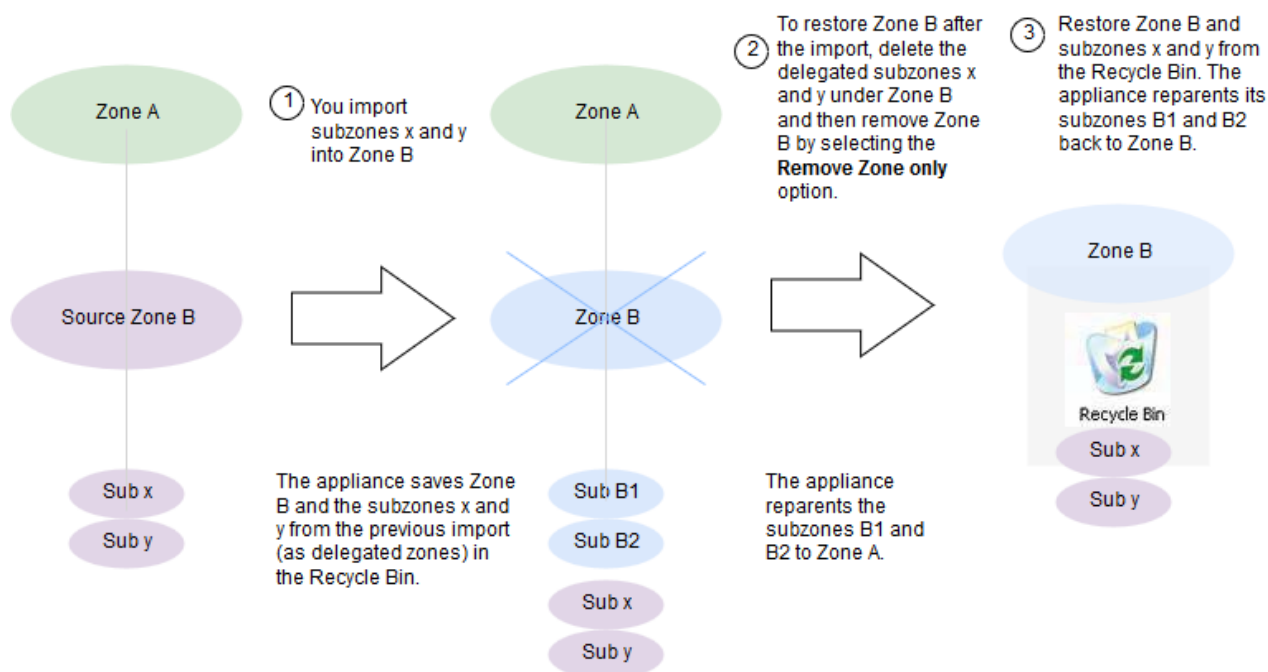 Zone A
Source Zone B
Sub x
Sub y
1
You import
subzones x and y
into Zone B
The appliance saves Zone
B and the subzones x and
y from the previous import
(as delegated zones) in
the Recycle Bin.
Zone A
Zone B
Sub B1
Sub B2
Sub x
Sub y
2
To restore Zone B after
the import, delete the
delegated subzones x
and y under Zone B
and then remove Zone
B by selecting the
Remove Zone only
option.
The appliance
reparents the
subzones B1 and
B2 to Zone A.
3
Restore Zone B and
subzones x and y from
the Recycle Bin. The
appliance reparents its
subzones B1 and B2
back to Zone B.
Zone B
Recycle Bin
Sub x
Sub y